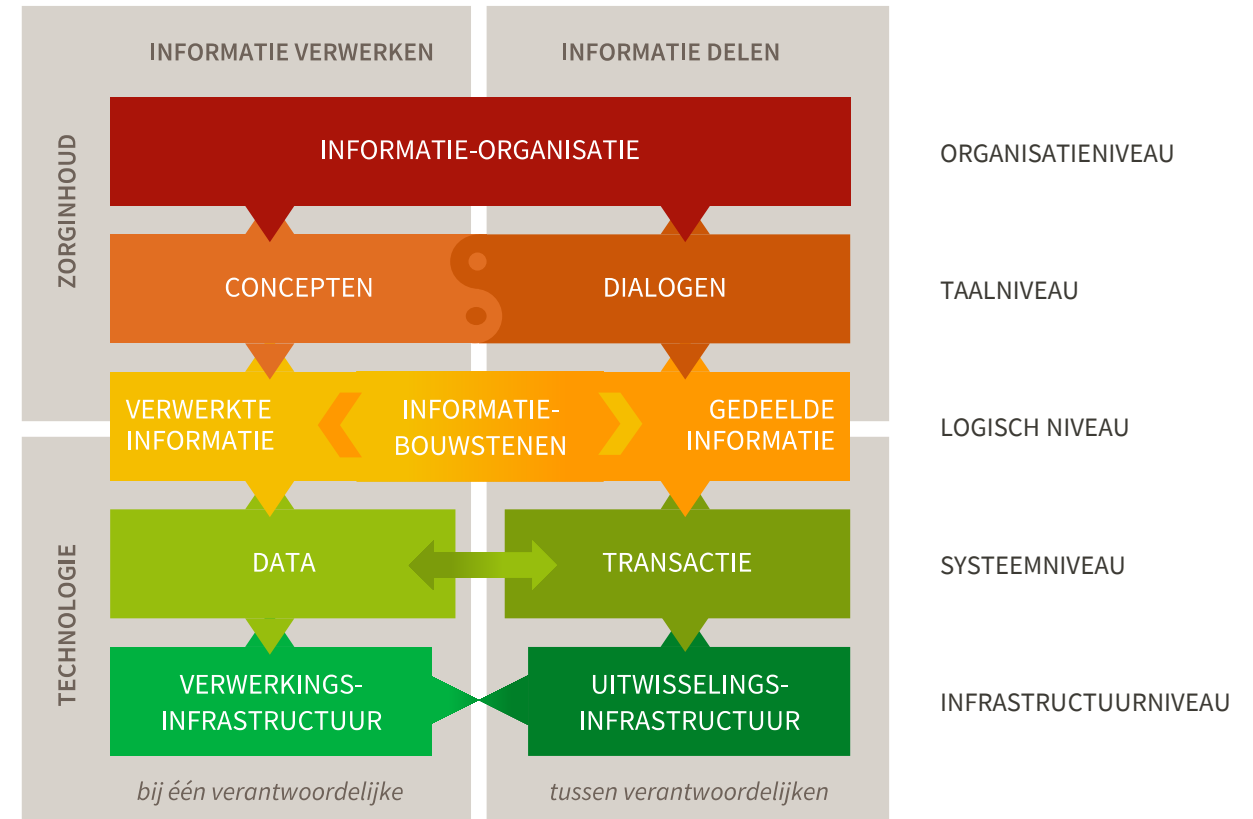 INFORMATIE VERWERKEN
INFORMATIE DELEN
ZORGINHOUD
INFORMATIE-ORGANISATIE
ORGANISATIENIVEAU
CONCEPTEN
DIALOGEN
TAALNIVEAU
VERWERKTE
INFORMATIE
INFORMATIE-
BOUWSTENEN
GEDEELDE
INFORMATIE
LOGISCH NIVEAU
TECHNOLOGIE
DATA
TRANSACTIE
SYSTEEMNIVEAU
VERWERKINGS-
INFRASTRUCTUUR
UITWISSELINGS-
INFRASTRUCTUUR
INFRASTRUCTUURNIVEAU
bij één verantwoordelijke
tussen verantwoordelijken